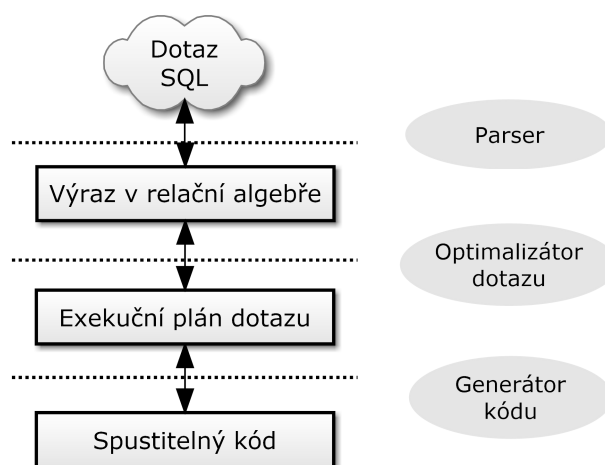 Dotaz
SQL
Parser
Výraz v relační algebře
Optimalizátor
dotazu
Exekuční plán dotazu
Generátor
kódu
Spustitelný kód